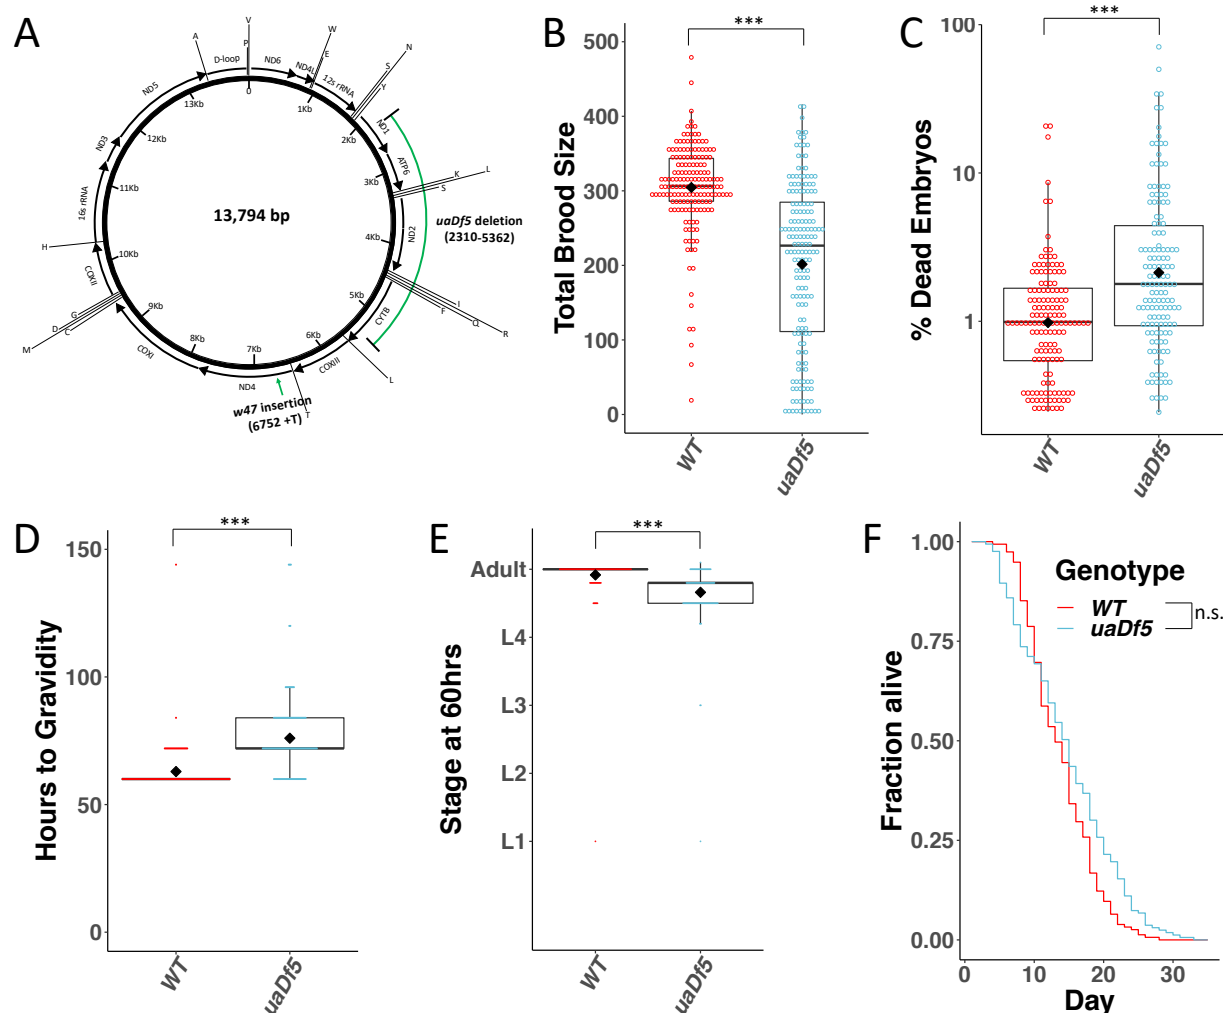 A
V
P
A
W
E
N
S
Y
D-loop
ND6
ND4L
12s rRNA
ND1
ATP6
K
L
S
ND2
I
F
Q
R
CYTB
L
COXIII
T
ND4
COXI
M
D
C
G
COXII
H
16s rRNA
ND3
ND5
0
1Kb
2Kb
3Kb
4Kb
5Kb
6Kb
7Kb
8Kb
9Kb
10Kb
11Kb
12Kb
13Kb
13,794 bp
uaDf5 deletion
(2310-5362)
w47 insertion
(6752 +T)
B
***
Total Brood Size
500
400
300
200
100
0
WT
uaDf5
C
***
% Dead Embryos
100
10
1
WT
uaDf5
D
***
Hours to Gravidity
150
100
50
0
WT
uaDf5
E
***
Stage at 60hrs
Adult
L4
L3
L2
L1
WT
uaDf5
F
Fraction alive
1.00
0.75
0.50
0.25
0.00
Genotype
WT
uaDf5
n.s.
0
10
20
30
Day